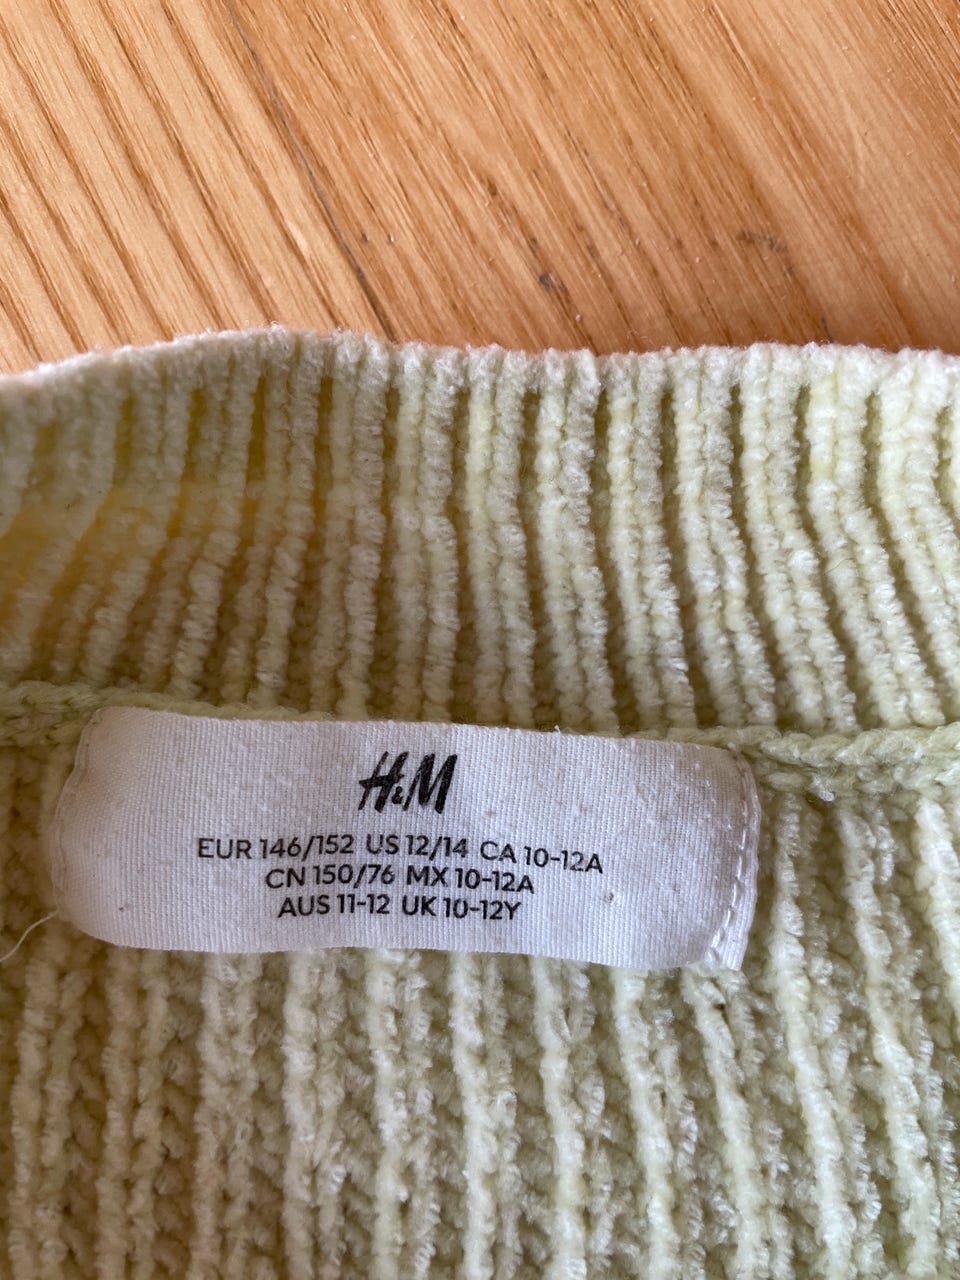 H&M
EUR 146/152 US 12/14 CA 10-12A
CN 150/76 MX 10-12A
AUS 11-12 UK 10-12Y